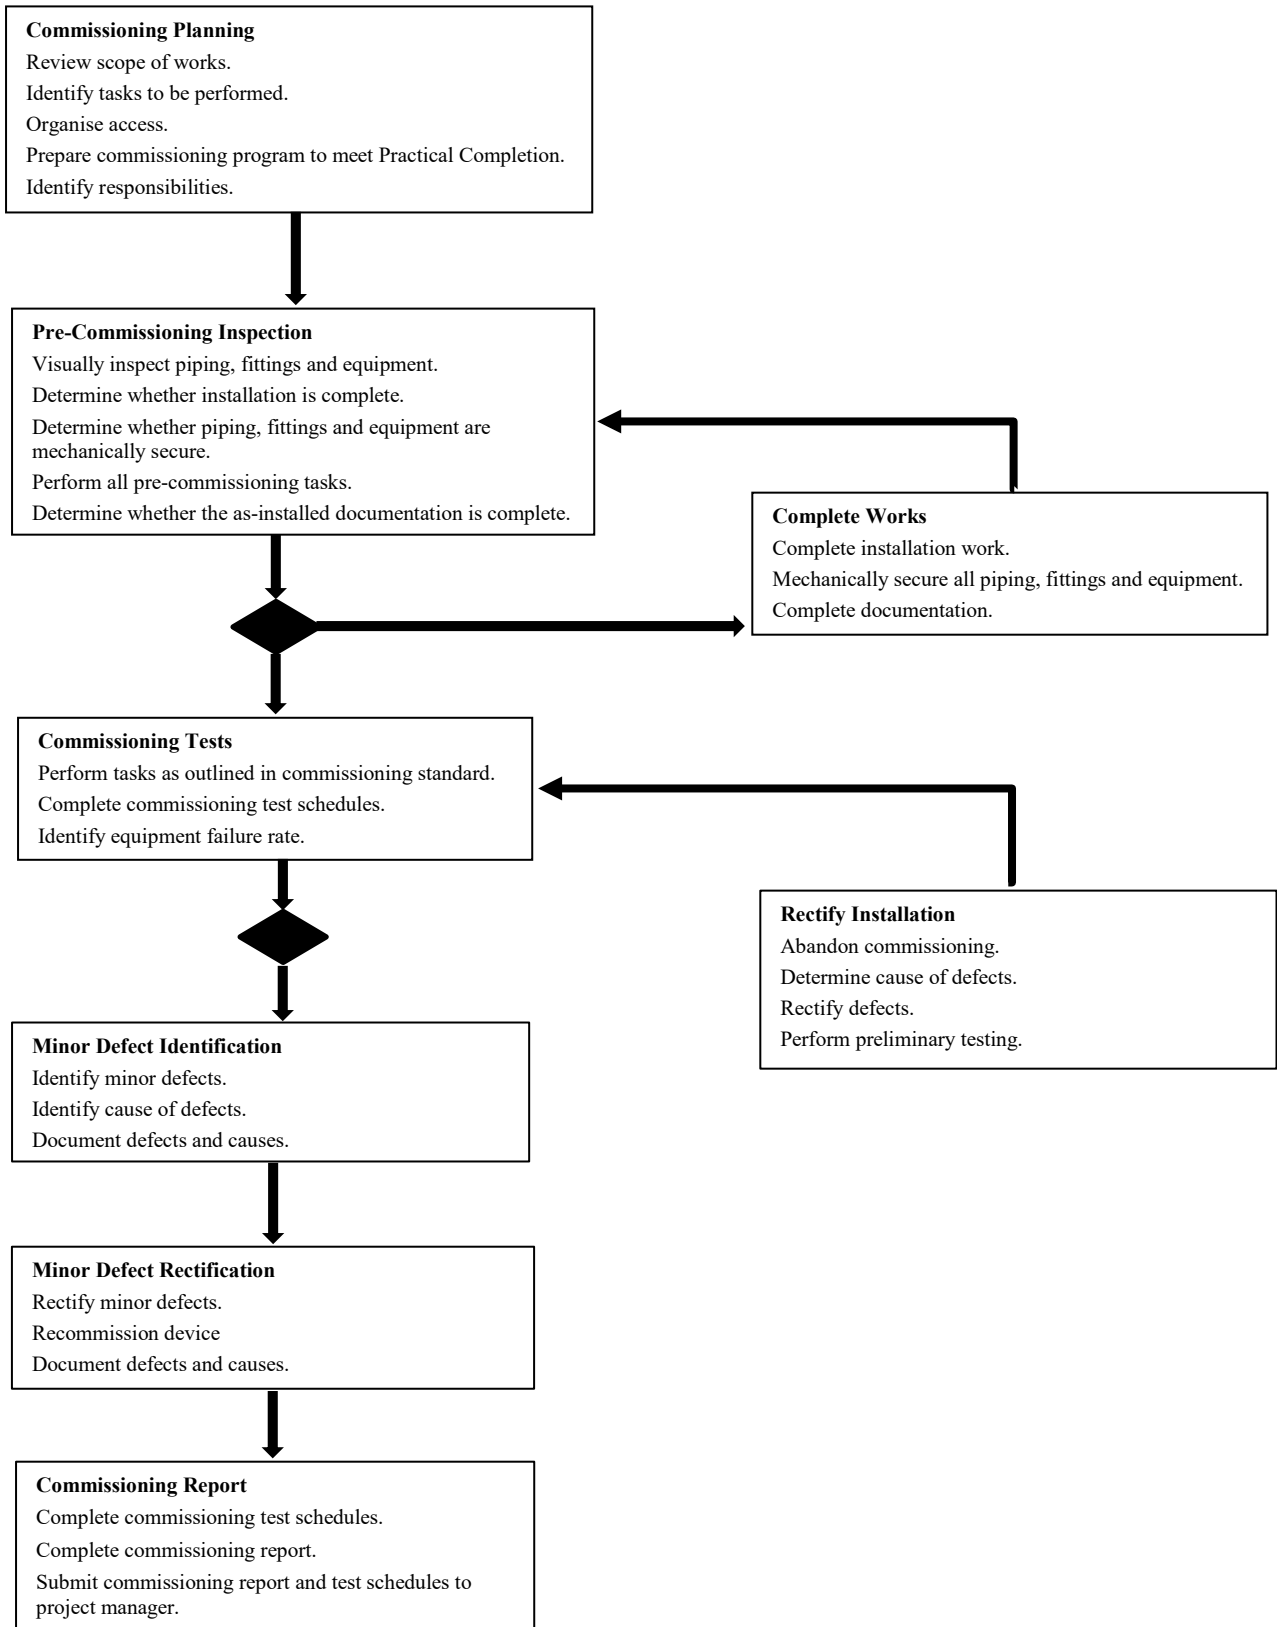 Commissioning Planning
Review scope of works.
Identify tasks to be performed.
Organise access.
Prepare commissioning program to meet Practical Completion.
Identify responsibilities.
Pre-Commissioning Inspection
Visually inspect piping, fittings and equipment.
Determine whether installation is complete.
Determine whether piping, fittings and equipment are
mechanically secure.
Perform all pre-commissioning tasks.
Determine whether the as-installed documentation is complete.
Complete Works
Complete installation work.
Mechanically secure all piping, fittings and equipment.
Complete documentation.
Commissioning Tests
Perform tasks as outlined in commissioning standard.
Complete commissioning test schedules.
Identify equipment failure rate.
Rectify Installation
Abandon commissioning.
Determine cause of defects.
Rectify defects.
Perform preliminary testing.
Minor Defect Identification
Identify minor defects.
Identify cause of defects.
Document defects and causes.
Minor Defect Rectification
Rectify minor defects.
Recommission device
Document defects and causes.
Commissioning Report
Complete commissioning test schedules.
Complete commissioning report.
Submit commissioning report and test schedules to
project manager.